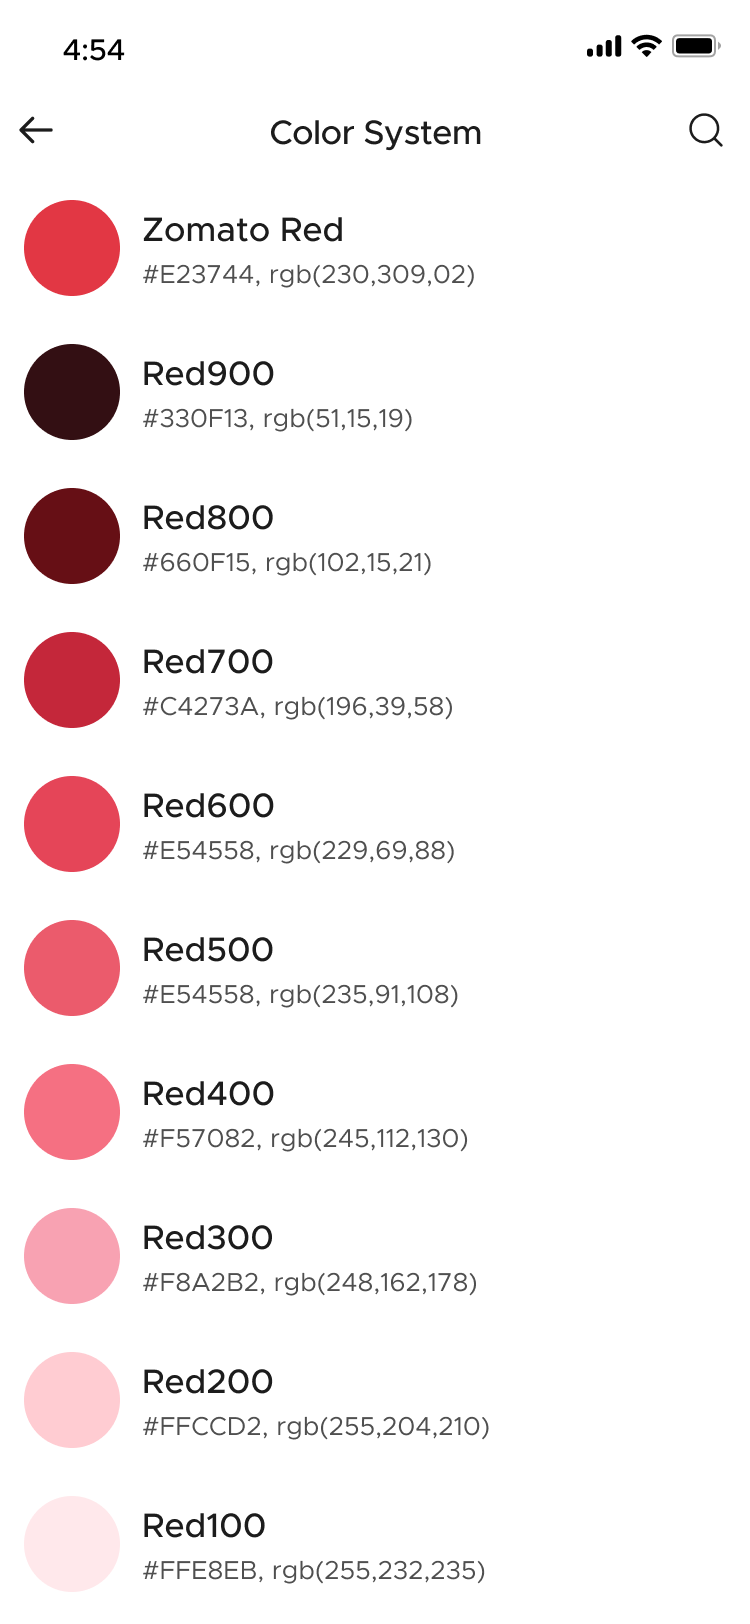 4:54
Color System
Zomato Red
#E23744, rgb(230,309,02)
Red900
#330F13, rgb(51,15,19)
Red800
#660F15, rgb(102,15,21)
Red700
#C4273A, rgb(196,39,58)
Red600
#E54558, rgb(229,69,88)
Red500
#E54558, rgb(235,91,108)
Red400
#F57082, rgb(245,112,130)
Red300
#F8A2B2, rgb(248,162,178)
Red200
#FFCCD2, rgb(255,204,210)
Red100
#FFE8EB, rgb(255,232,235)